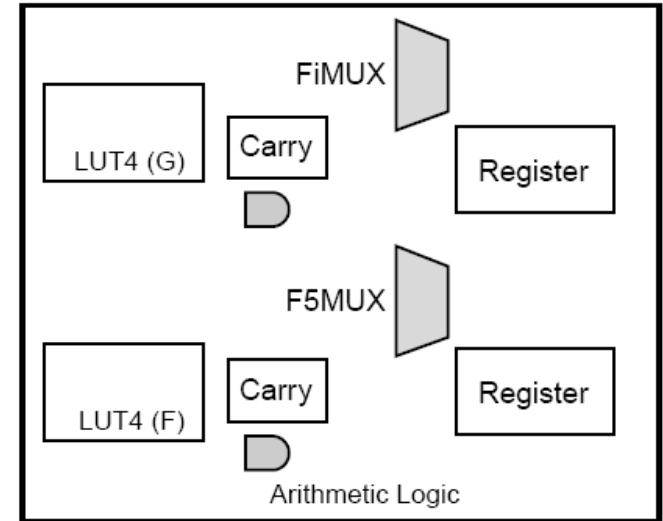 FiMUX
LUT4 (G)
Carry
Register
F5MUX
LUT4 (F)
Carry
Register
Arithmetic Logic